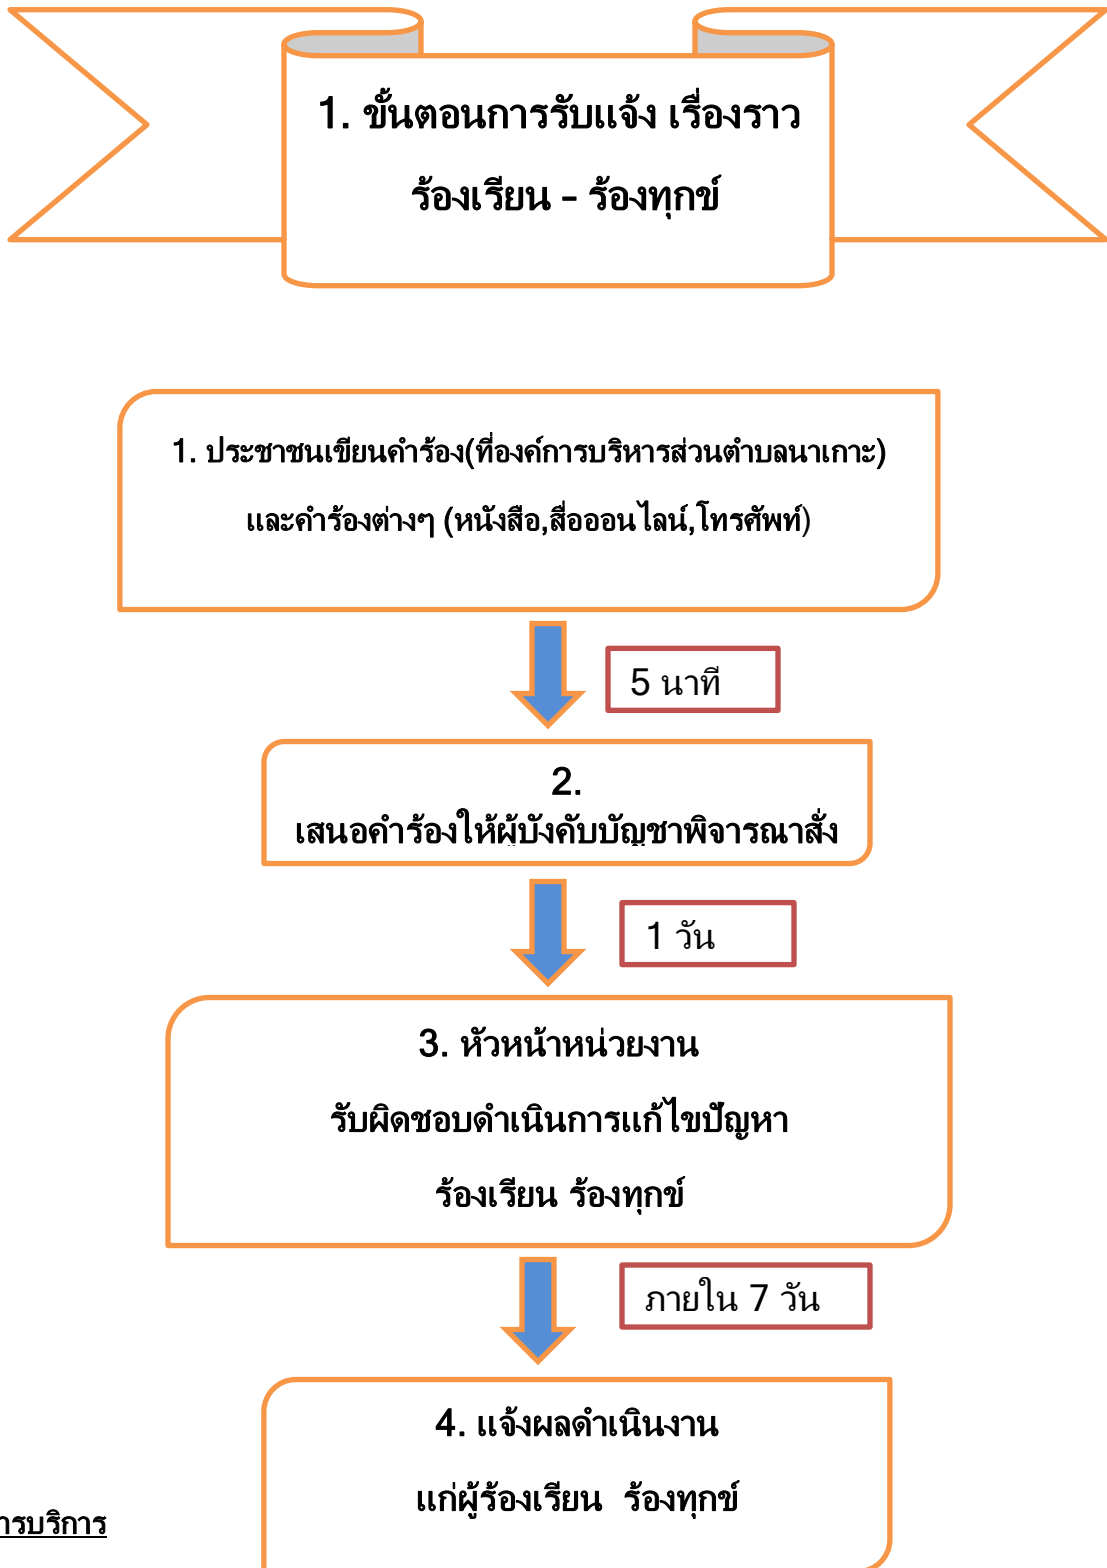 1. ขั้นตอนการรับแจ้ง เรื่องราว
ร้องเรียน - ร้องทุกข์
1. ประชาชนเขียนคำร้อง(ที่องค์การบริหารส่วนตำบลนาเกาะ)
และคำร้องต่างๆ (หนังสือ,สื่อออนไลน์,โทรศัพท์)
5 นาที
2.
เสนอคำร้องให้ผู้บังคับบัญชาพิจารณาสั่ง
1 วัน
3. หัวหน้าหน่วยงาน
รับผิดชอบดำเนินการแก้ไขปัญหา
ร้องเรียน ร้องทุกข์
ภายใน 7 วัน
4. แจ้งผลดำเนินงาน
แก่ผู้ร้องเรียน ร้องทุกข์
ารบริการ